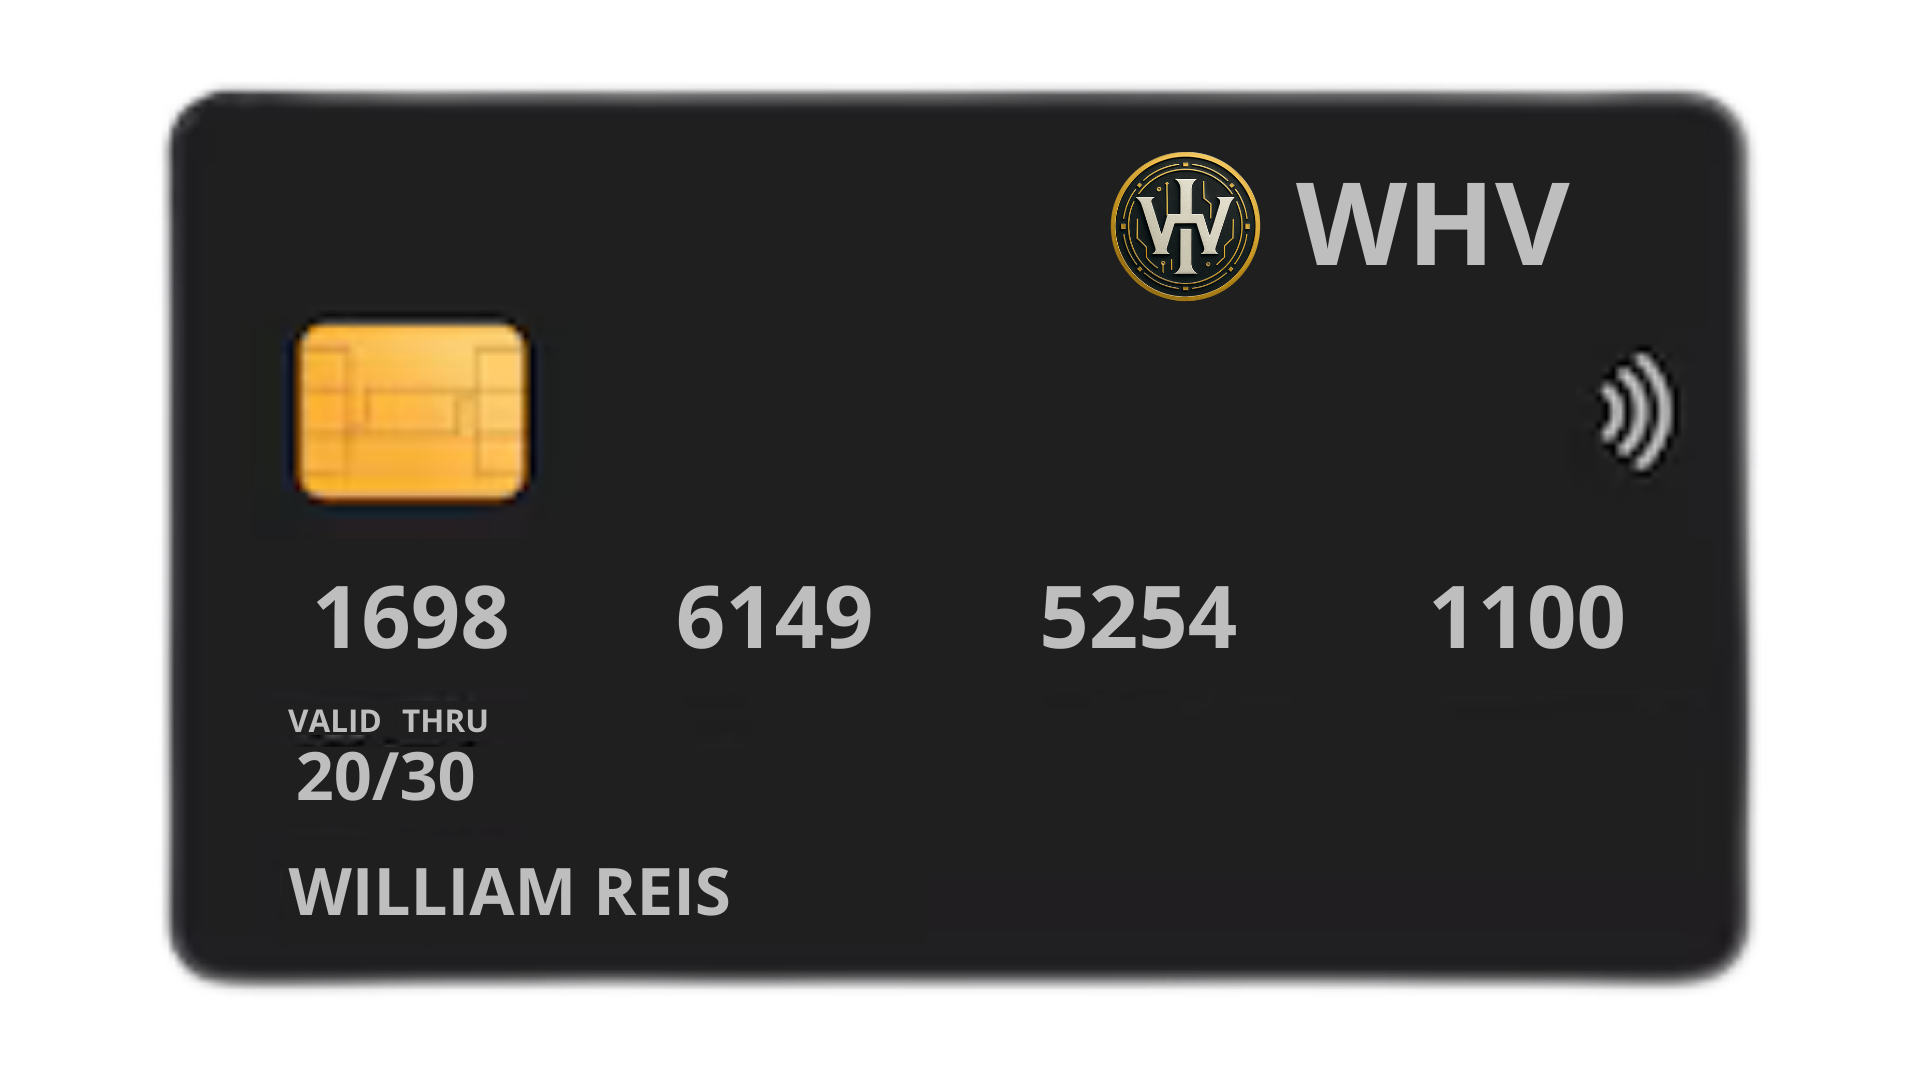 WHV
1698 6149 5254 1100
VALID THRU
20/30
WILLIAM REIS